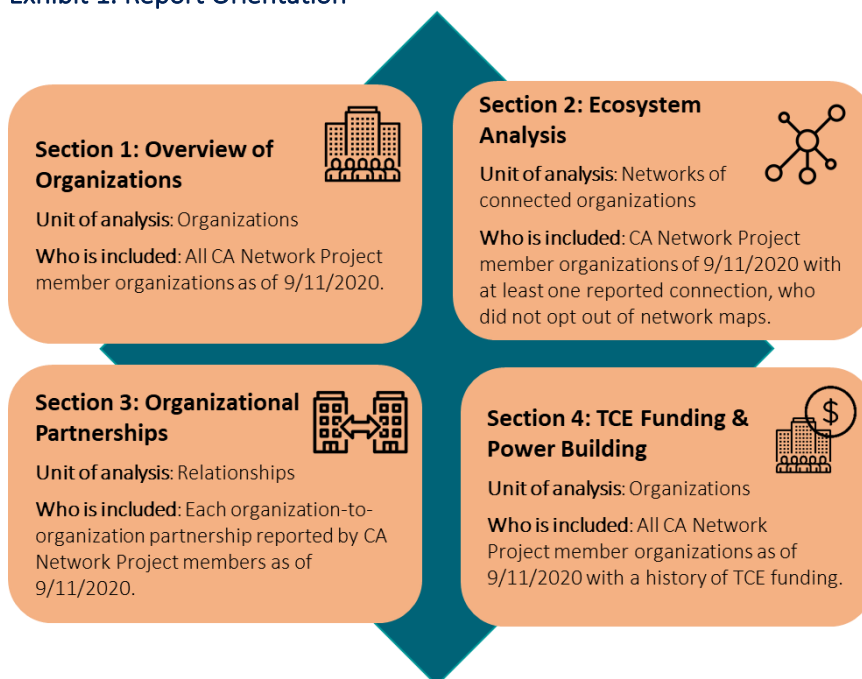 Exhibit 1: Report Orientation
Section 1: Overview of
Organizations
Unit of analysis: Organizations
Who is included: All CA Network Project
member organizations as of 9/11/2020.
Section 2: Ecosystem
Analysis
Unit of analysis: Networks of
connected organizations
Who is included: CA Network Project
member organizations of 9/11/2020 with
at least one reported connection, who
did not opt out of network maps.
Section 3: Organizational
Partnerships
Unit of analysis: Relationships
Who is included: Each organization-to-
organization partnership reported by CA
Network Project members as of
9/11/2020.
Section 4: TCE Funding &
Power Building
Unit of analysis: Organizations
Who is included: All CA Network
Project member organizations as of
9/11/2020 with a history of TCE funding.
$